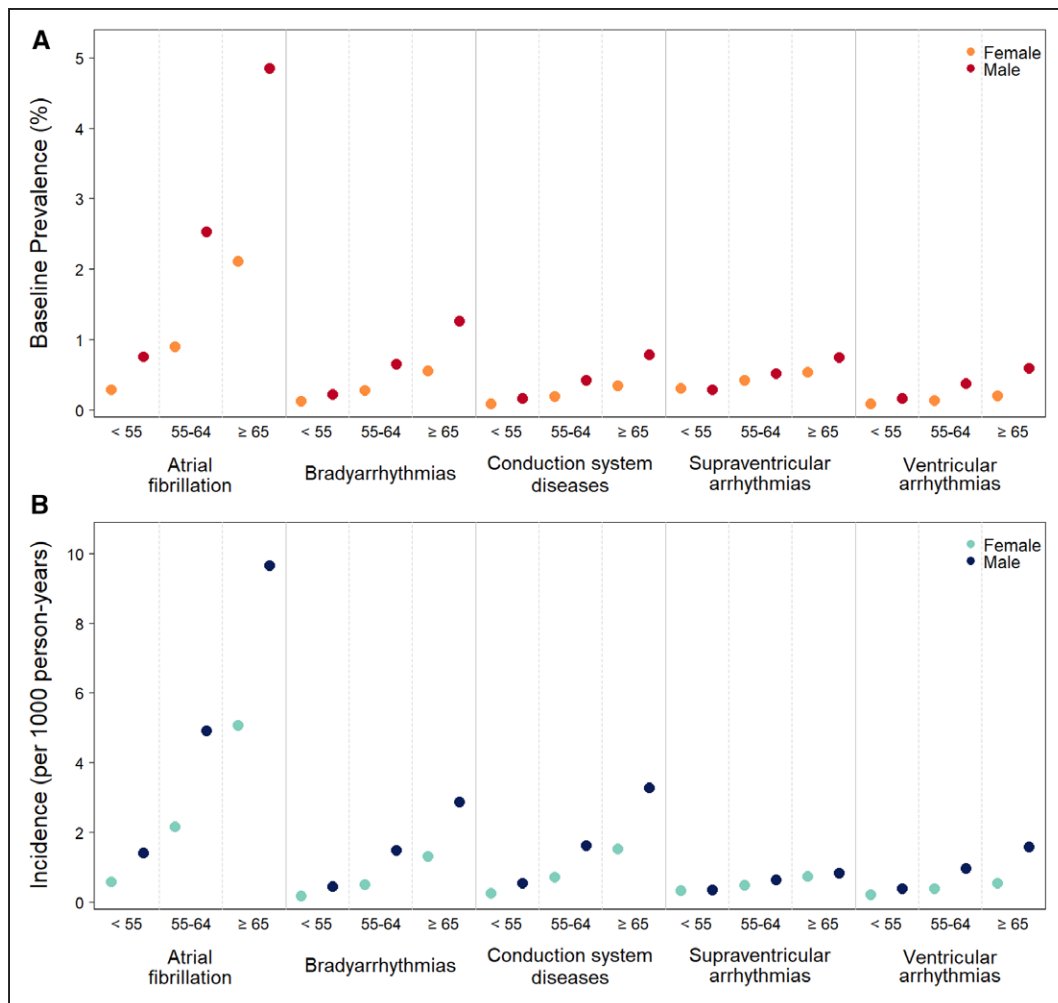 A
Baseline Prevalence (%)
5
4
3
2
1
0
Female
Male
< 55 55-64 ≥ 65 < 55 55-64 ≥ 65 < 55 55-64 ≥ 65 < 55 55-64 ≥ 65 < 55 55-64 ≥ 65
Atrial
fibrillation
Bradyarrhythmias
Conduction system
diseases
Supraventricular
arrhythmias
Ventricular
arrhythmias
B
Incidence (per 1000 person-years)
10
8
6
4
2
0
Female
Male
< 55 55-64 ≥ 65 < 55 55-64 ≥ 65 < 55 55-64 ≥ 65 < 55 55-64 ≥ 65 < 55 55-64 ≥ 65
Atrial
fibrillation
Bradyarrhythmias
Conduction system
diseases
Supraventricular
arrhythmias
Ventricular
arrhythmias